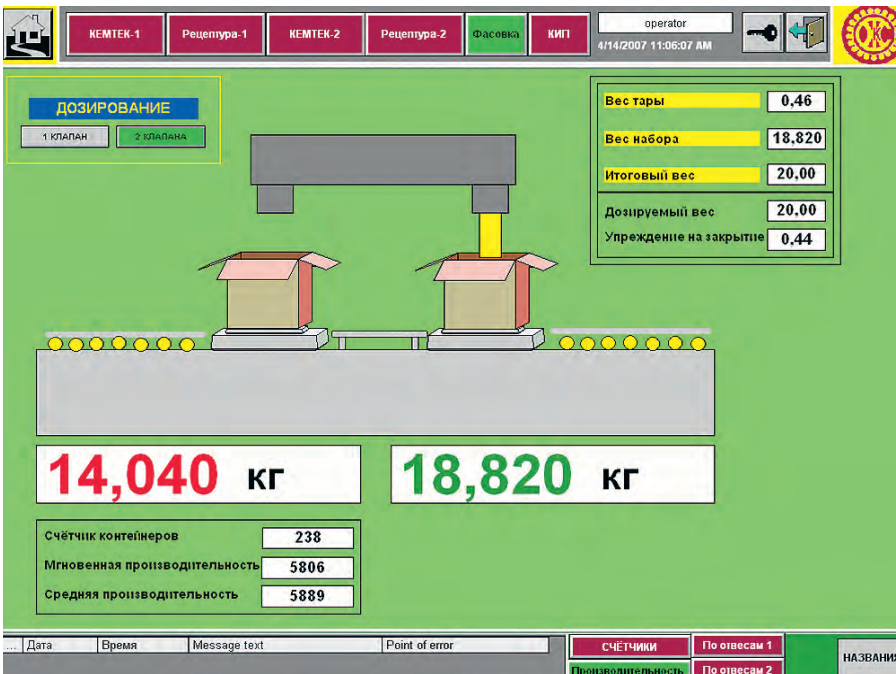 КЕМТЕК-1 Рецептура-1 КЕМТЕК-2 Рецептура-2 Фасовка КИП
operator
4/14/2007 11:06:07 AM
ОКС
ДОЗИРОВАНИЕ
1 КЛАПАН 2 КЛАПАНА
Вес тары 0,46
Вес набора 18,820
Итоговый вес 20,00
Дозируемый вес 20,00
Упреждение на закрытие 0,44
14,040 кг 18,820 кг
Счётчик контейнеров 238
Мгновенная производительность 5806
Средняя производительность 5889
... Дата Время Message text Point of error
СЧЁТЧИКИ По отвесам 1
Производительность По отвесам 2
НАЗВАНИЯ